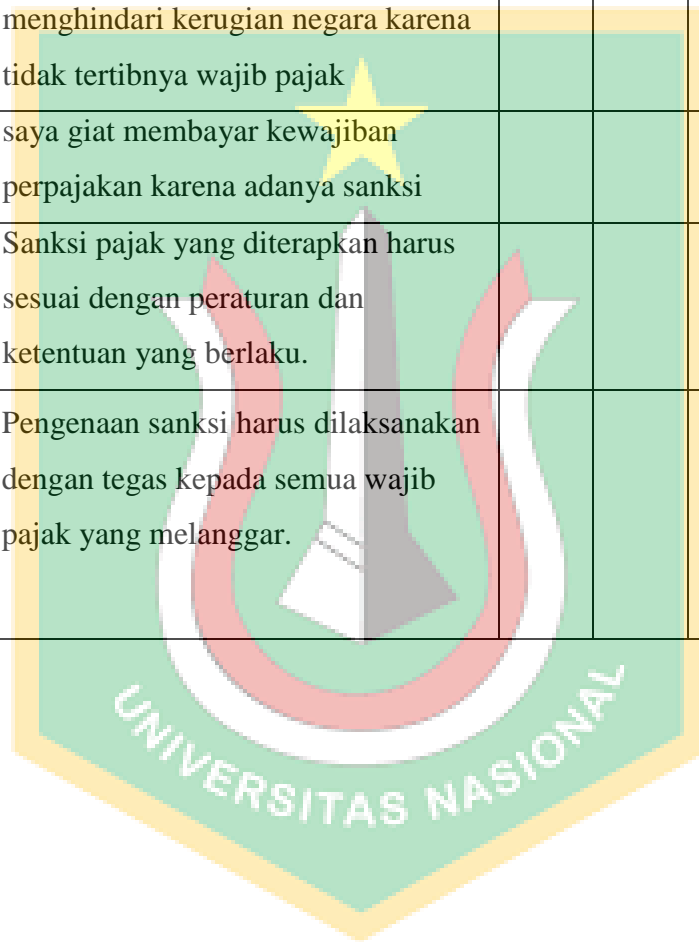 menghindari kerugian negara karena
tidak tertibnya wajib pajak
saya giat membayar kewajiban
perpajakan karena adanya sanksi
Sanksi pajak yang diterapkan harus
sesuai dengan peraturan dan
ketentuan yang berlaku.
Pengenaan sanksi harus dilaksanakan
dengan tegas kepada semua wajib
pajak yang melanggar.
UNIVERSITAS NASIONAL